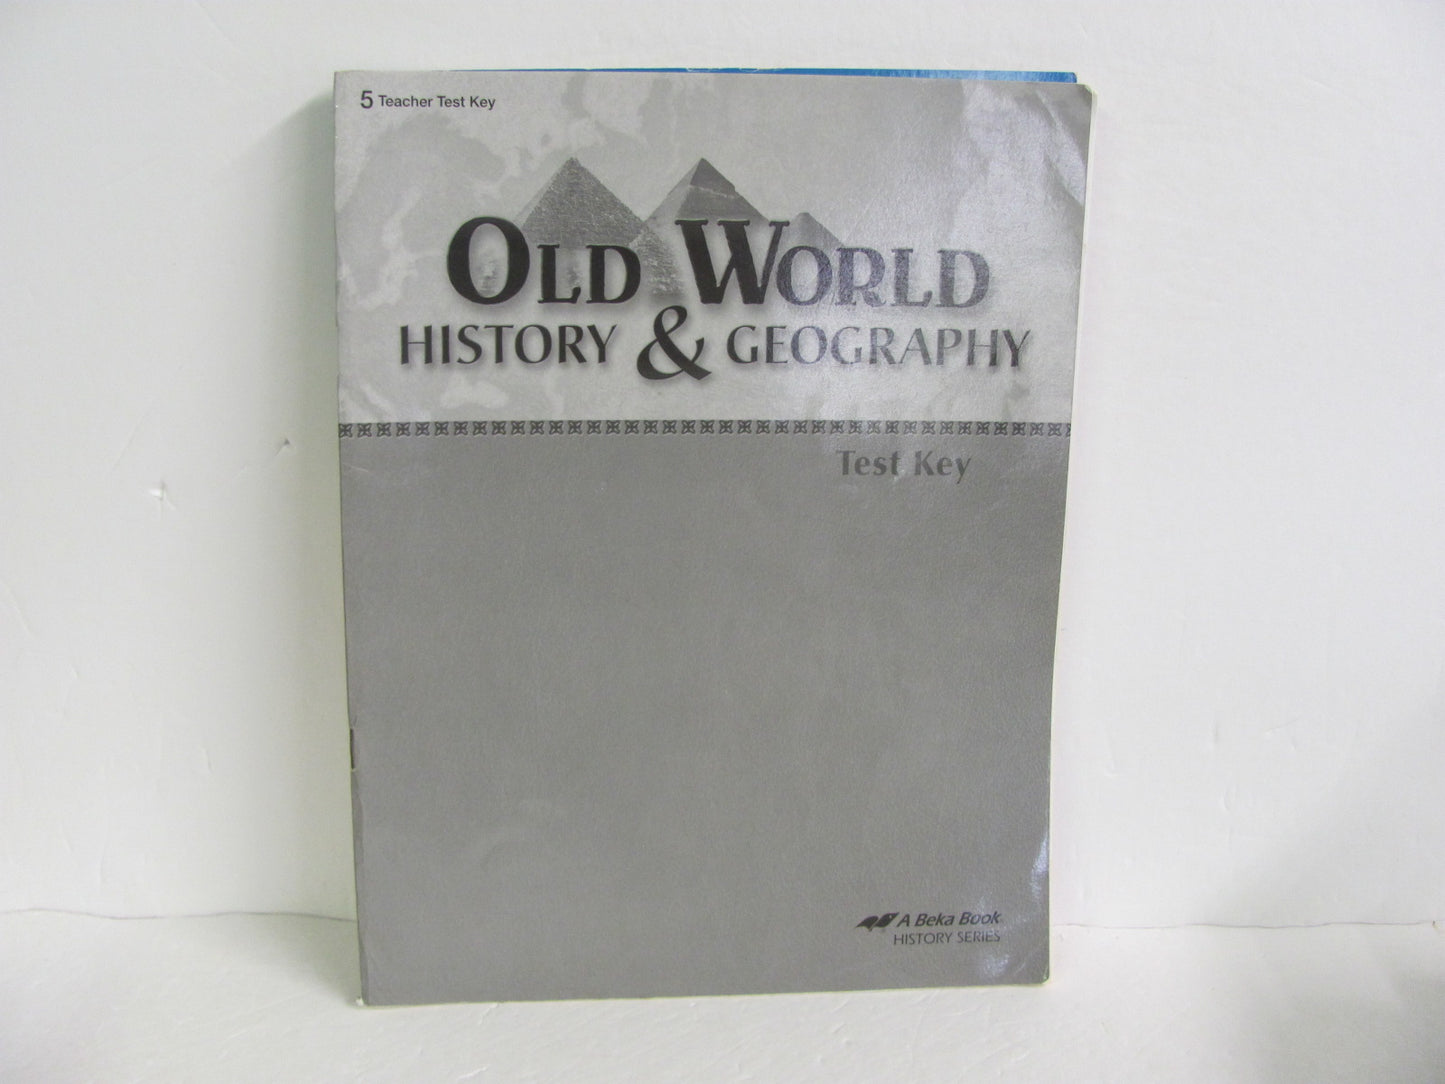 5 Teacher Test Key
OLD WORLD
HISTORY & GEOGRAPHY
Test Key
A Beka Book
HISTORY SERIES